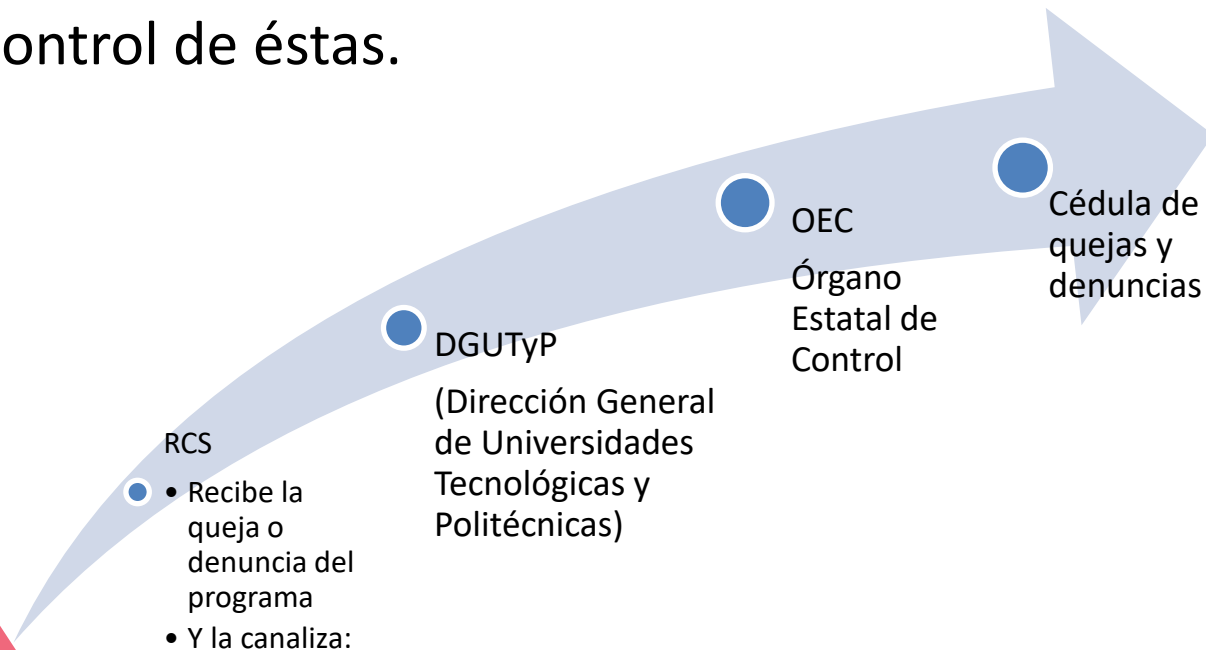 ontrol de éstas.
RCS
• Recibe la
queja o
denuncia del
programa
• Y la canaliza:
DGUTyP
(Dirección General
de Universidades
Tecnológicas y
Politécnicas)
OEC
Órgano
Estatal de
Control
Cédula de
quejas y
denuncias